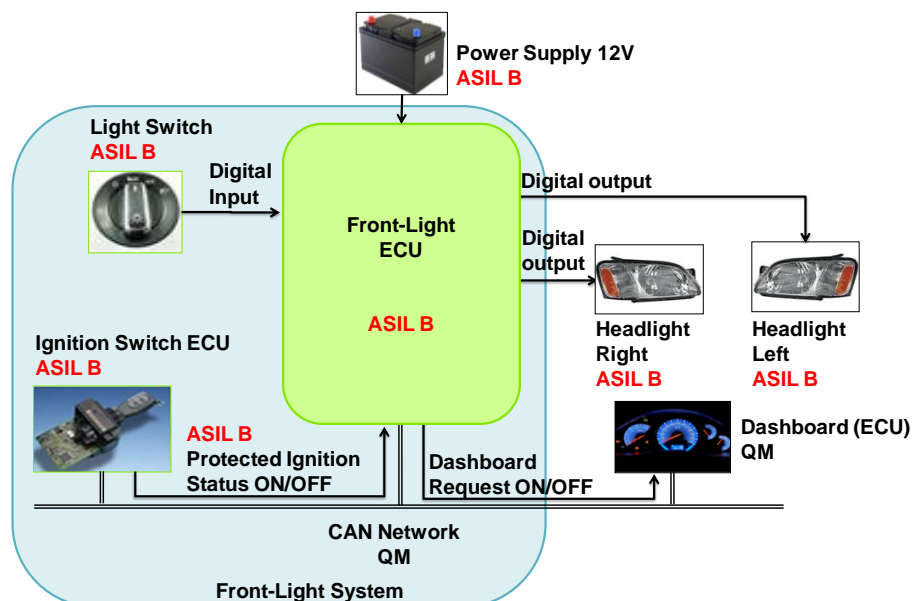 Power Supply 12V
ASIL B
Light Switch
ASIL B
Digital
Input
Front-Light
ECU
ASIL B
Digital output
Digital
output
Headlight
Right
ASIL B
Headlight
Left
ASIL B
Ignition Switch ECU
ASIL B
ASIL B
Protected Ignition
Status ON/OFF
Dashboard
Request ON/OFF
Dashboard (ECU)
QM
CAN Network
QM
Front-Light System